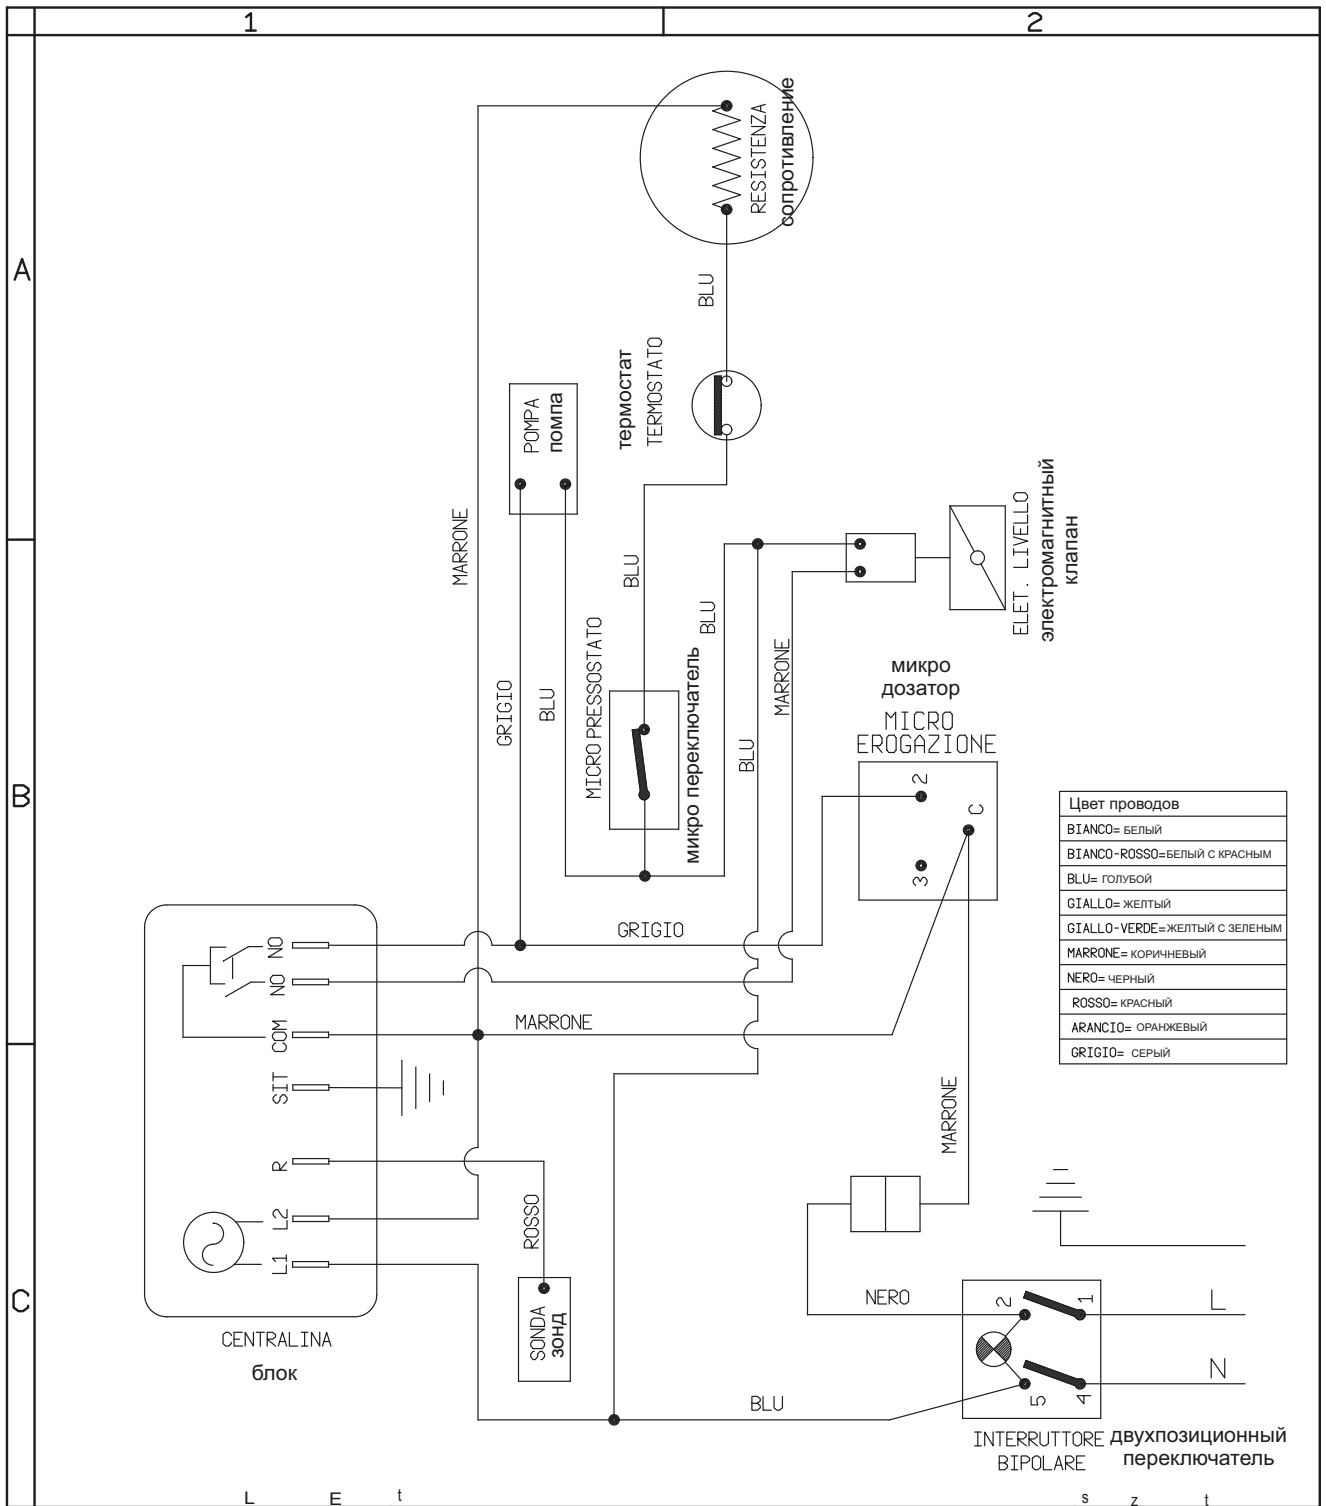 1
2
A
B
C
RESISTENZA
сопротивление
BLU
термостат
TERMOSTATO
POMPA
помпа
MARRONE
BLU
BLU
ELET. LIVELLO
электромагнитный
клапан
GRIGIO
BLU
MICRO PRESSOSTATO
микро переключатель
BLU
MARRONE
микро
дозатор
MICRO
EROGAZIONE
2
C
3
Цвет проводов
BIANCO= БЕЛЫЙ
BIANCO-ROSSO=БЕЛЫЙ С КРАСНЫМ
BLU= ГОЛУБОЙ
GIALLO= ЖЕЛТЫЙ
GIALLO-VERDE=ЖЕЛТЫЙ С ЗЕЛЕНЫМ
MARRONE= КОРИЧНЕВЫЙ
NERO= ЧЕРНЫЙ
ROSSO= КРАСНЫЙ
ARANCIO= ОРАНЖЕВЫЙ
GRIGIO= СЕРЫЙ
GRIGIO
NO
NO
COM
MARRONE
SIT
R
L2
L1
ROSSO
SONDA
зонд
CENTRALINA
блок
MARRONE
NERO
2
1
L
N
5
4
BLU
INTERRUTTORE
BIPOLARE
двухпозиционный
переключатель
L E t
s z t